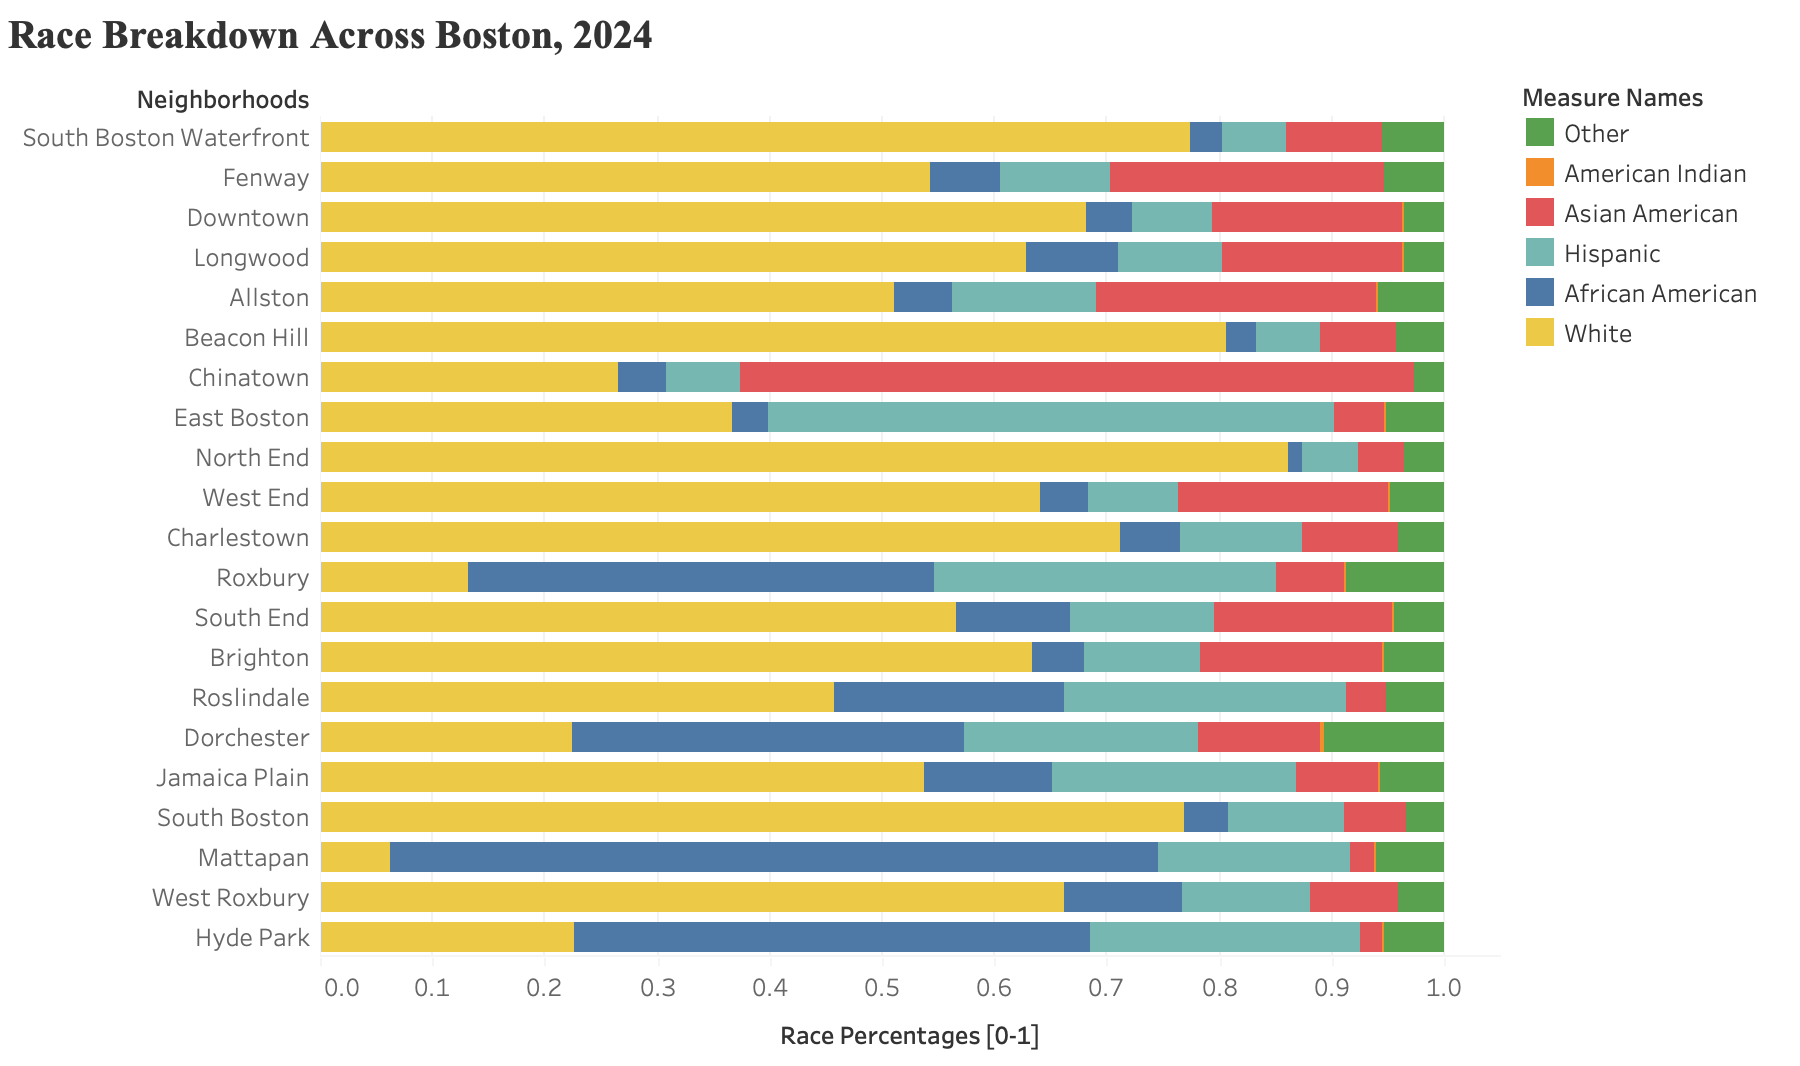 Race Breakdown Across Boston, 2024
Neighborhoods
South Boston Waterfront
Fenway
Downtown
Longwood
Allston
Beacon Hill
Chinatown
East Boston
North End
West End
Charlestown
Roxbury
South End
Brighton
Roslindale
Dorchester
Jamaica Plain
South Boston
Mattapan
West Roxbury
Hyde Park
0.0 0.1 0.2 0.3 0.4 0.5 0.6 0.7 0.8 0.9 1.0
Race Percentages [0-1]
Measure Names
Other
American Indian
Asian American
Hispanic
African American
White